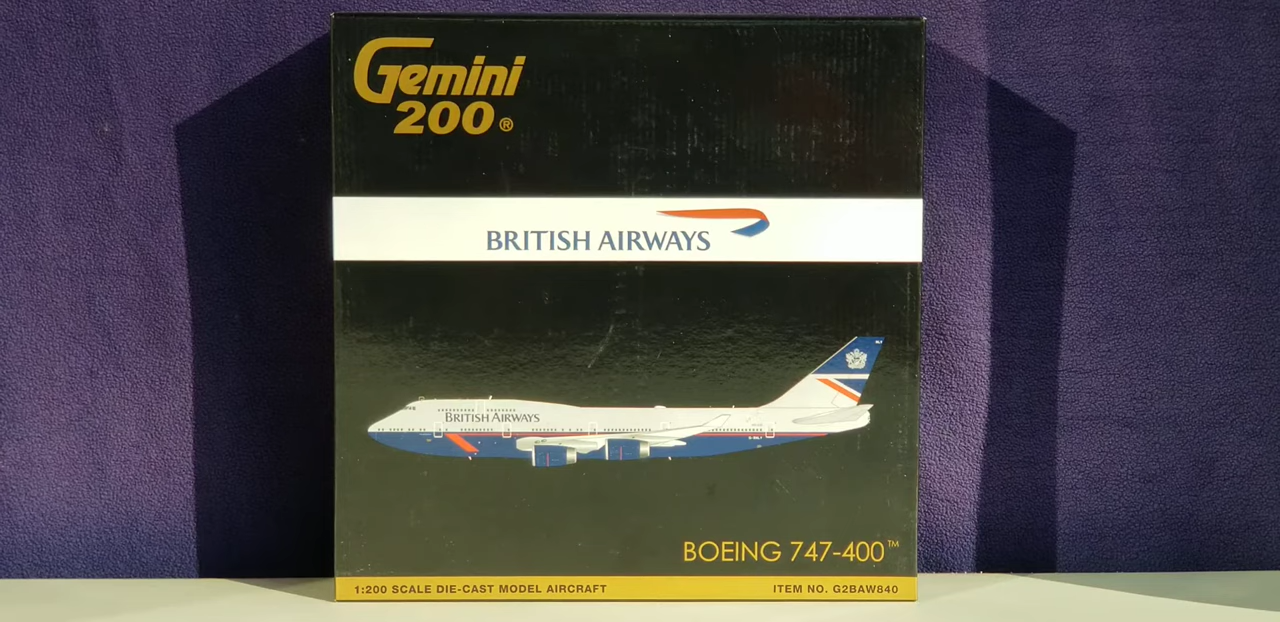 Gemini
200®
BRITISH AIRWAYS
BRITISH AIRWAYS
BOEING 747-400™
1:200 SCALE DIE-CAST MODEL AIRCRAFT
ITEM NO. G2BAW840